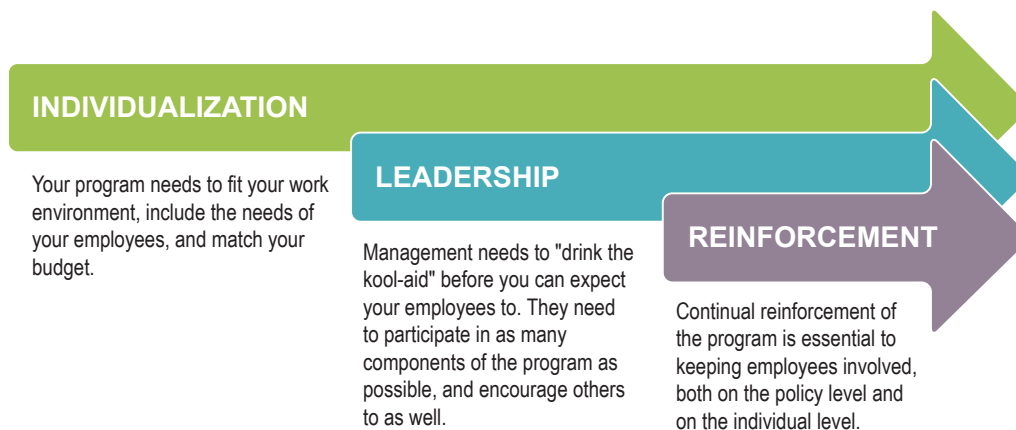 INDIVIDUALIZATION
Your program needs to fit your work
environment, include the needs of
your employees, and match your
budget.
LEADERSHIP
Management needs to "drink the
kool-aid" before you can expect
your employees to. They need
to participate in as many
components of the program as
possible, and encourage others
to as well.
REINFORCEMENT
Continual reinforcement of
the program is essential to
keeping employees involved,
both on the policy level and
on the individual level.